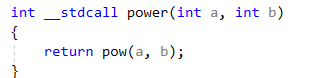 int __stdcall power(int a, int b)
{
    return pow(a, b);
}